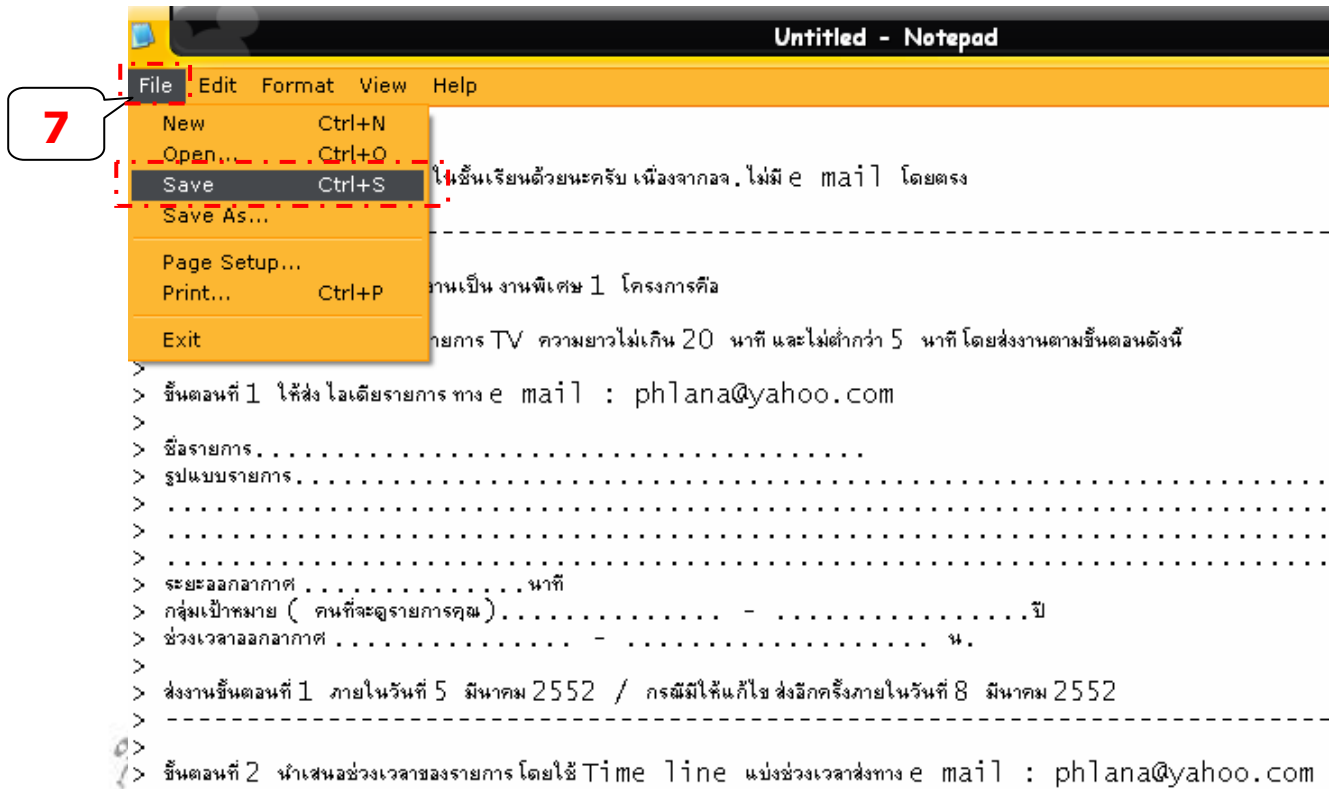 Untitled - Notepad
File Edit Format View Help
7
New Ctrl+N
Open... Ctrl+O
Save Ctrl+S
Save As...
Page Setup...
Print... Ctrl+P
Exit
ในชั้นเรียนด้วยนะครับ เนื่องจากอจ.ไม่มี e mail โดยตรง
--------------------------------------------------------------------
านเป็น งานพิเศษ 1 โครงการคือ
ายการ TV ความยาวไม่เกิน 20 นาที และไม่ต่ำกว่า 5 นาที โดยส่งงานตามขั้นตอนดังนี้
>
> ขั้นตอนที่ 1 ให้ส่ง ไอเดียรายการ ทาง e mail : phlana@yahoo.com
>
> ชื่อรายการ.......................................
> รูปแบบรายการ..................................................................
> ..........................................................................
> ..........................................................................
> ..........................................................................
> ระยะออกอากาศ ..............นาที
> กลุ่มเป้าหมาย ( คนที่จะดูรายการคุณ).............. - ................ปี
> ช่วงเวลาออกอากาศ ............... - ..................... น.
>
> ส่งงานขั้นตอนที่ 1 ภายในวันที่ 5 มีนาคม 2552 / กรณีมีให้แก้ไข ส่งอีกครั้งภายในวันที่ 8 มีนาคม 2552
> --------------------------------------------------------------------------
>
> ขั้นตอนที่ 2 นำเสนอช่วงเวลาของรายการ โดยใช้ Time line แบ่งช่วงเวลาส่งทาง e mail : phlana@yahoo.com